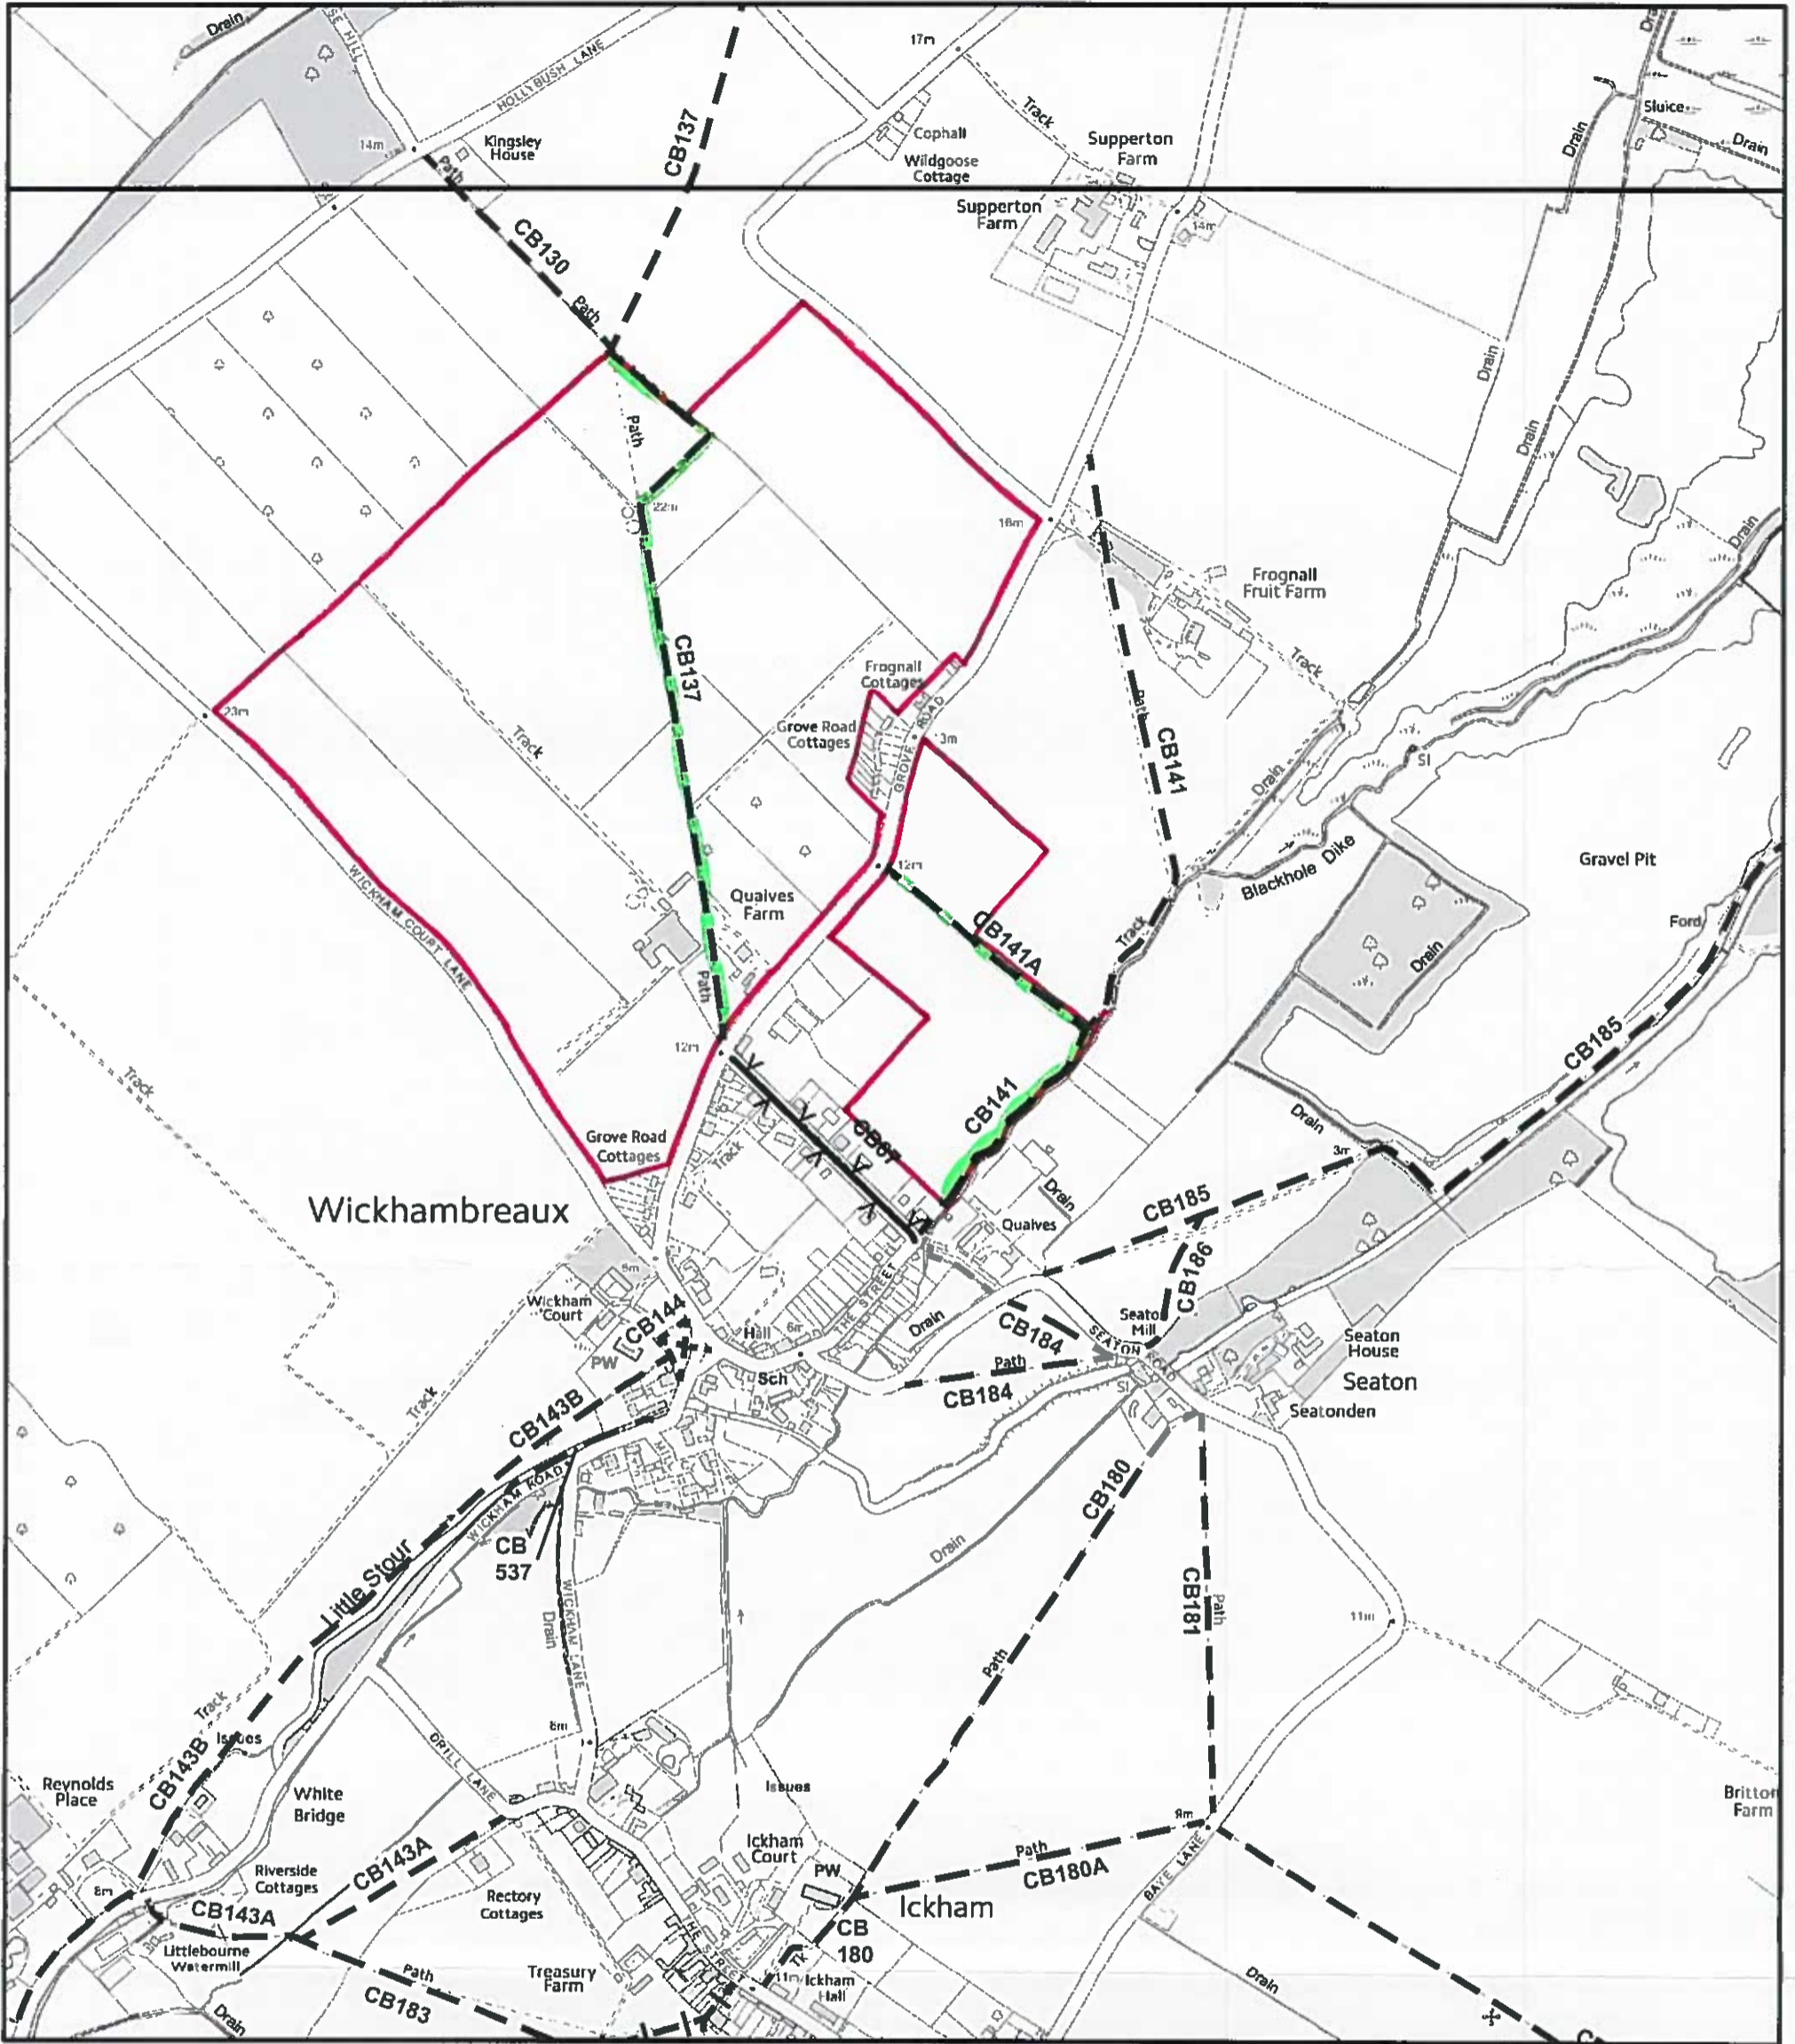 Drain
17m
HOLLYBUSH LANE
CB137
Track
Cophall
Sluice
14m
Kingsley
House
Supperton
Farm
Drain
Drain
Path
Wildgoose
Cottage
Supperton
Farm
14m
CB130
Path
Drain
Path
Drain
22m
16m
Drain
Frognall
Fruit Farm
CB137
Frognall
Cottages
Track
23m
Path
Track
Grove Road
Cottages
GROVE ROAD
3m
CB141
SI
Drain
WICKHAM COURT LANE
12m
Blackhole Dike
Gravel Pit
Quaives
Farm
CB141A
Track
Ford
Drain
Path
12m
CB185
Track
CB141
Drain
Grove Road
Cottages
Track
CB67
3m
Wickhambreaux
Drain
CB185
Quaives
CB186
Wickham
Court
CB144
THE STREET
Drain
Seato
Mill
Hall
6m
CB184
SEATON ROAD
Seaton
House
PW
Path
Sch
CB184
SI
Seaton
Track
CB143B
Seatonden
WICKHAM ROAD
CB180
CB
537
Drain
Little Stour
WICKHAM LANE
Drain
CB181
Path
11m
Path
Track
8m
Issues
CB143B
DRILL LANE
Reynolds
Place
White
Bridge
Issues
Britton
Farm
9m
Ickham
Court
Path
CB143A
PW
CB180A
Riverside
Cottages
BAYE LANE
8m
Rectory
Cottages
CB143A
Ickham
CB
180
Littlebourne
Watermill
THE STREET
Path
Treasury
Farm
11m
Ickham
Hall
Drain
CB183
Drain